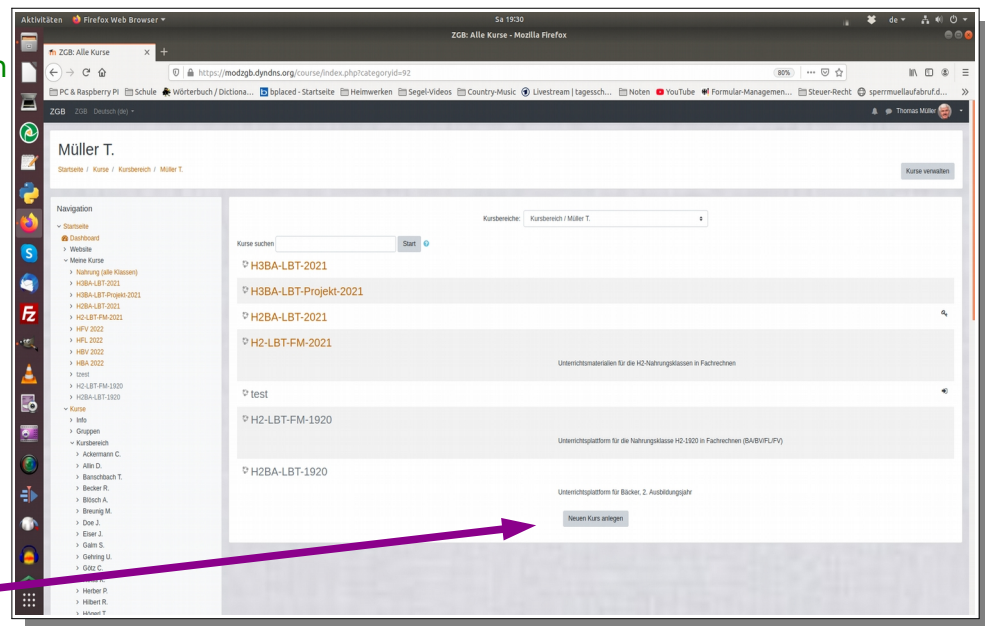 n
Aktivitäten Firefox Web Browser
Sa 19:30
de
ZGB: Alle Kurse - Mozilla Firefox
ZGB: Alle Kurse × +
https://modzgb.dyndns.org/course/index.php?categoryid=92
80%
PC & Raspberry PI Schule Wörterbuch / Dictiona... bplaced - Startseite Heimwerken Segel-Videos Country-Music Livestream | tagessch... Noten YouTube Formular-Managemen... Steuer-Recht sperrmuellaufabruf.d...
ZGB ZGB Deutsch (de) Thomas Müller
Müller T.
Startseite / Kurse / Kursbereich / Müller T.
Kurse verwalten
Navigation
Startseite
Dashboard
Website
Meine Kurse
Nahrung (alle Klassen)
H3BA-LBT-2021
H3BA-LBT-Projekt-2021
H2BA-LBT-2021
H2-LBT-FM-2021
HFV 2022
HFL 2022
HBV 2022
HBA 2022
tzest
H2-LBT-FM-1920
H2BA-LBT-1920
Kurse
Info
Gruppen
Kursbereich
Ackermann C.
Allin D.
Banschbach T.
Becker R.
Blösch A.
Breunig M.
Doe J.
Eiser J.
Galm S.
Gehring U.
Götz C.
Herber P.
Hilbert R.
Högerl T.
Kursbereiche: Kursbereich / Müller T.
Kurse suchen Start
H3BA-LBT-2021
H3BA-LBT-Projekt-2021
H2BA-LBT-2021
H2-LBT-FM-2021
Unterrichtsmaterialien für die H2-Nahrungsklassen in Fachrechnen
test
H2-LBT-FM-1920
Unterrichtsplattform für die Nahrungsklasse H2-1920 in Fachrechnen (BA/BV/FL/FV)
H2BA-LBT-1920
Unterrichtsplattform für Bäcker, 2. Ausbildungsjahr
Neuen Kurs anlegen